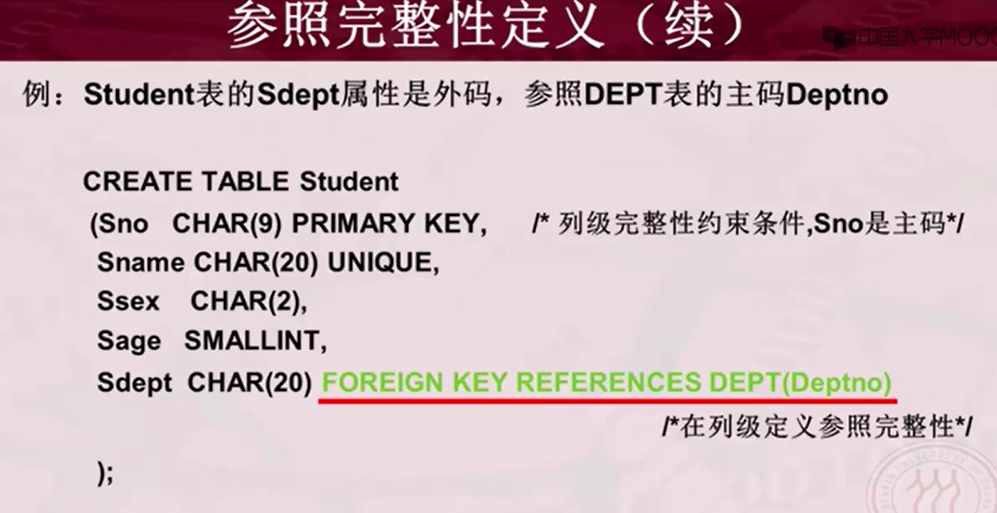 参照完整性定义（续）
中国大学MOOC
例：Student表的Sdept属性是外码，参照DEPT表的主码Deptno
CREATE TABLE Student
(Sno CHAR(9) PRIMARY KEY, /* 列级完整性约束条件,Sno是主码*/
Sname CHAR(20) UNIQUE,
Ssex CHAR(2),
Sage SMALLINT,
Sdept CHAR(20) FOREIGN KEY REFERENCES DEPT(Deptno)
/*在列级定义参照完整性*/
);